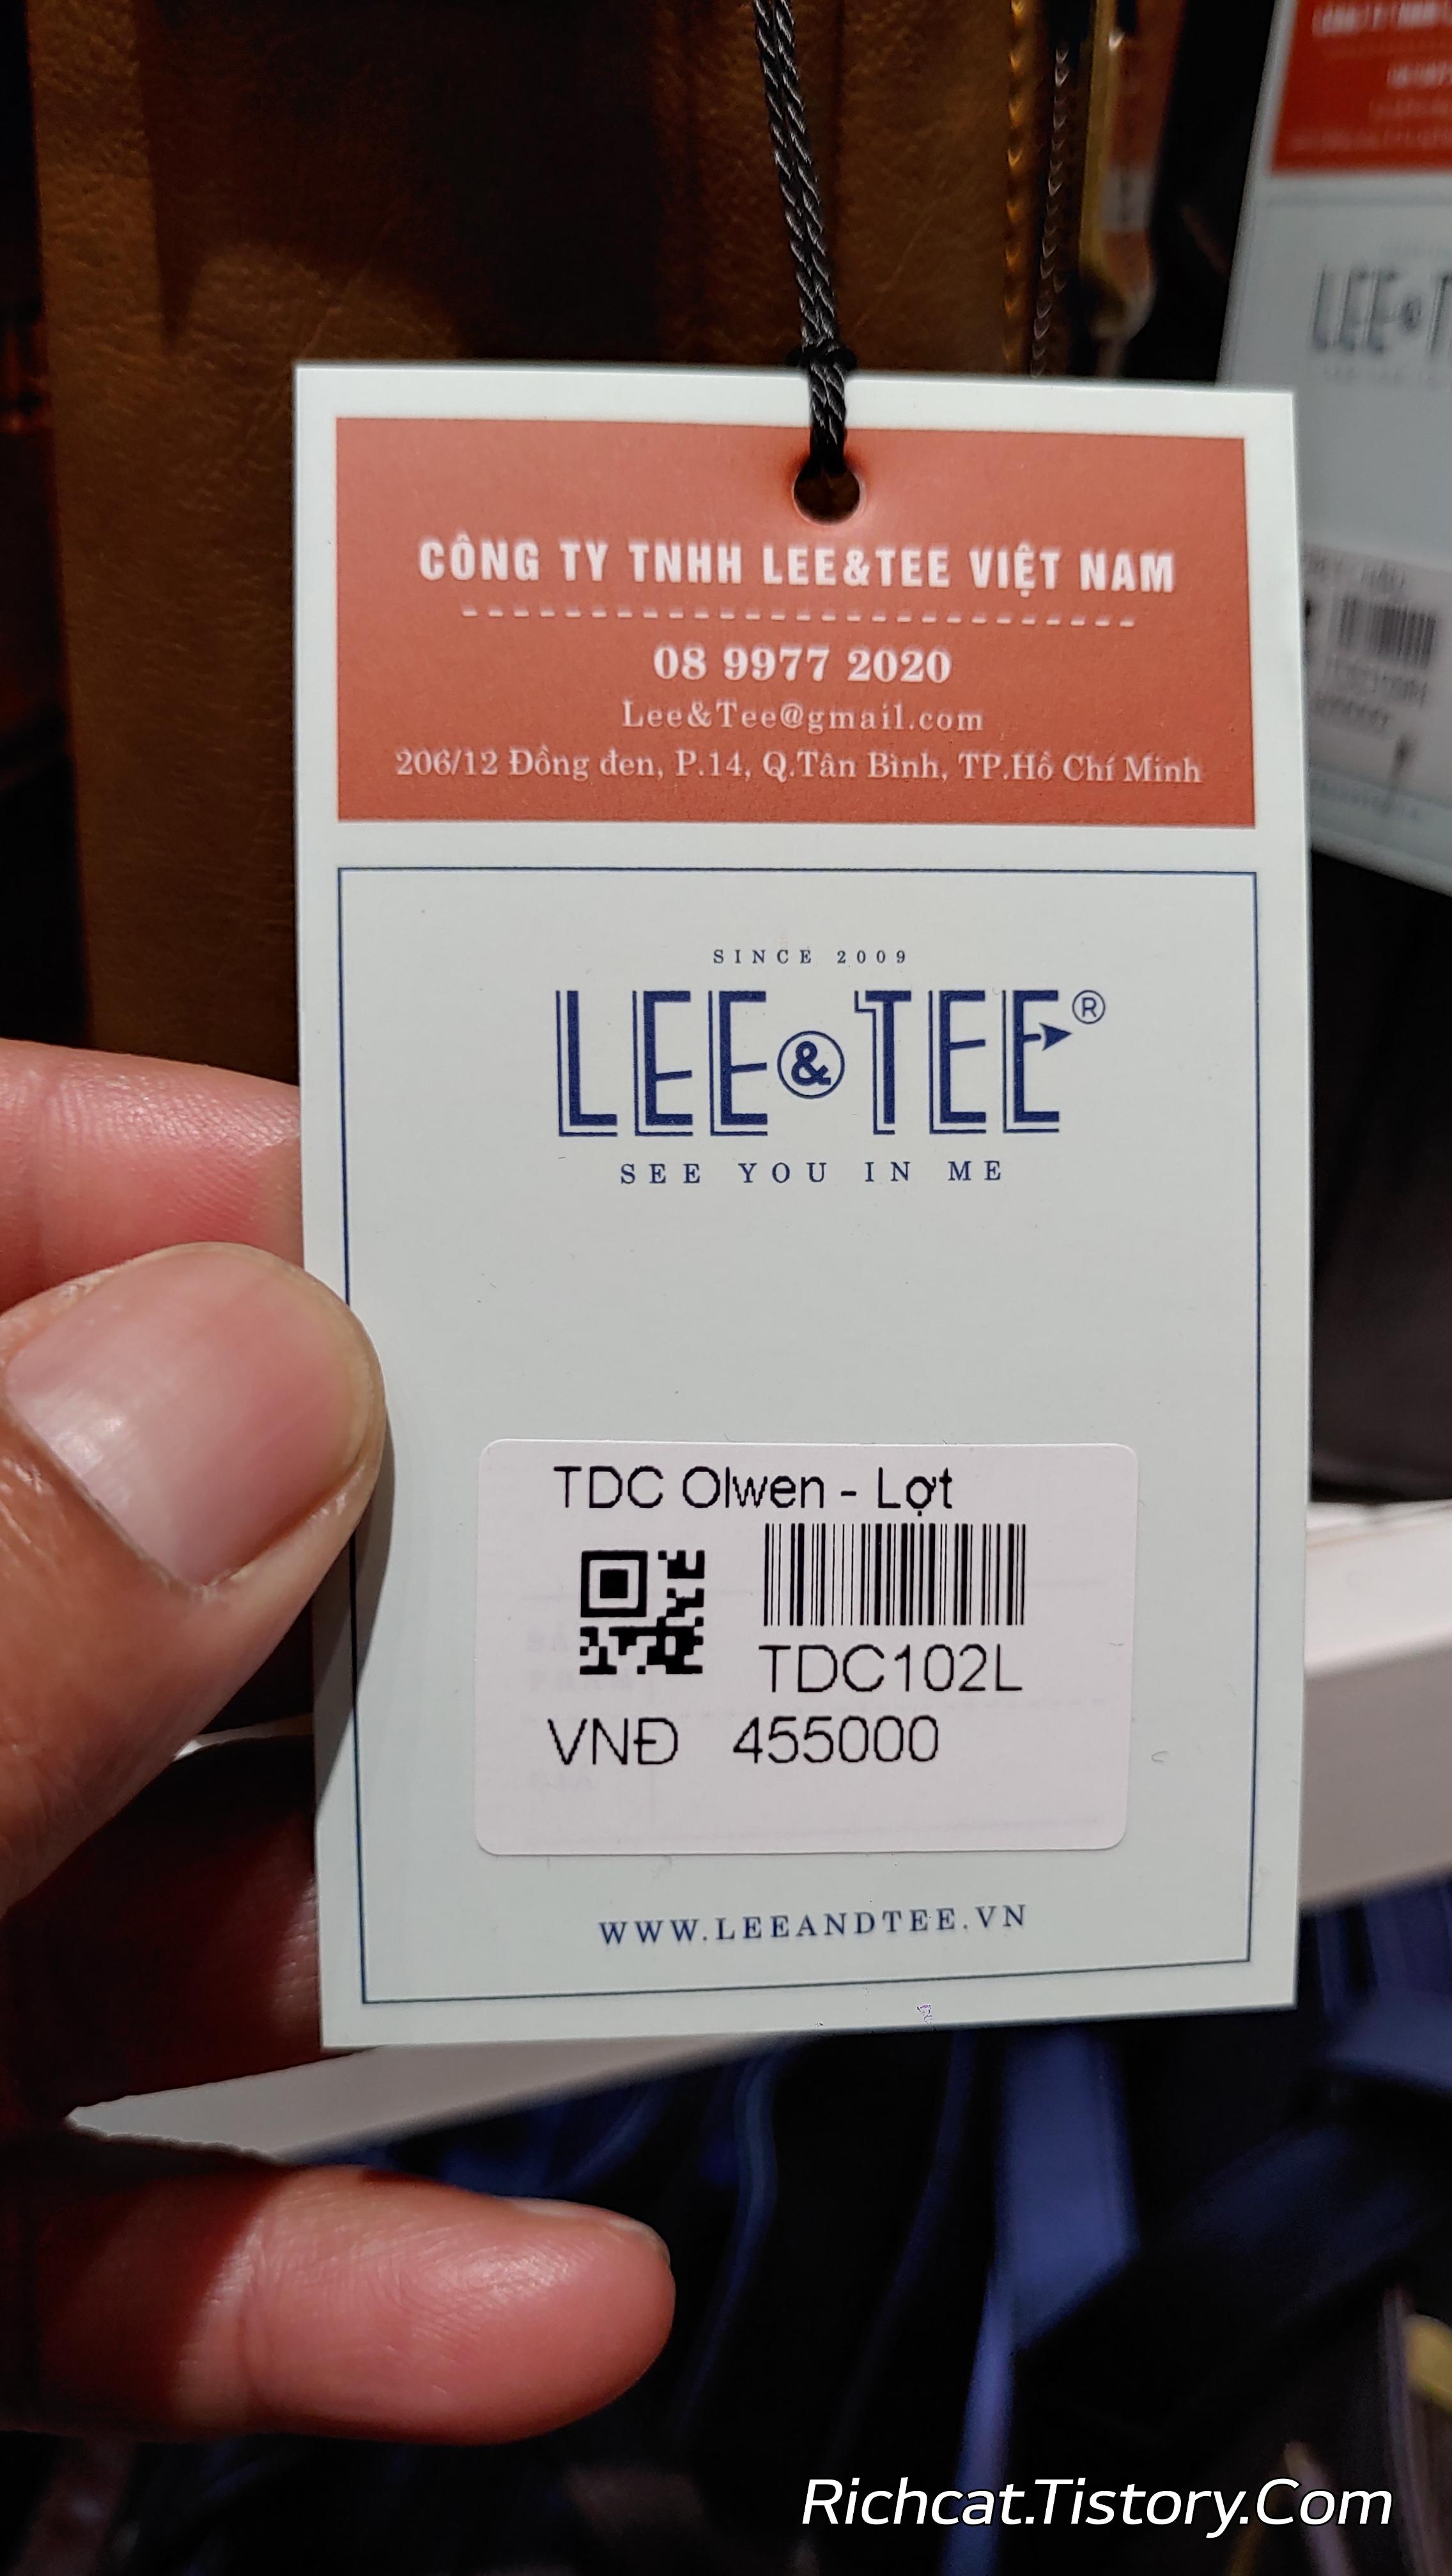 CÔNG TY TNHH LEE&TEE VIỆT NAM
08 9977 2020
Lee&Tee@gmail.com
206/12 Đồng đen, P.14, Q.Tân Bình, TP.Hồ Chí Minh
SINCE 2009
LEE&TEE®
SEE YOU IN ME
TDC Olwen - Lợt
TDC102L
VNĐ 455000
WWW.LEEANDTEE.VN
LEE&T
Richcat.Tistory.Com